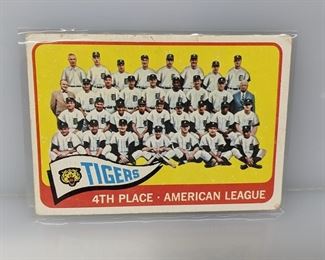 TIGERS
4TH PLACE · AMERICAN LEAGUE